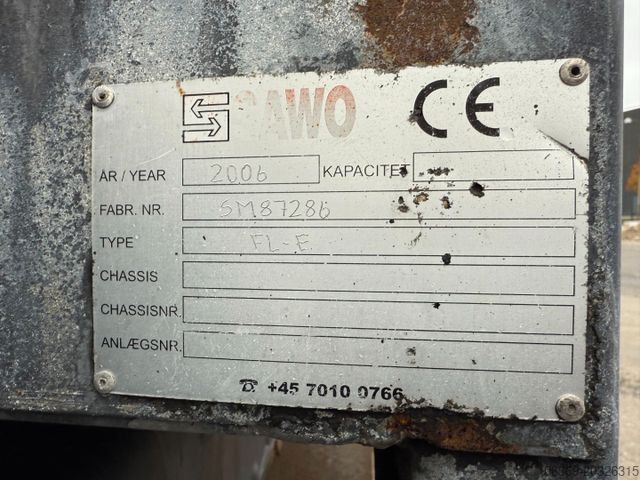 SAWO CE
ÅR / YEAR 2006 KAPACITET
FABR. NR. SM87286
TYPE FL-E
CHASSIS
CHASSISNR.
ANLÆGSNR.
☎ +45 7010 0766